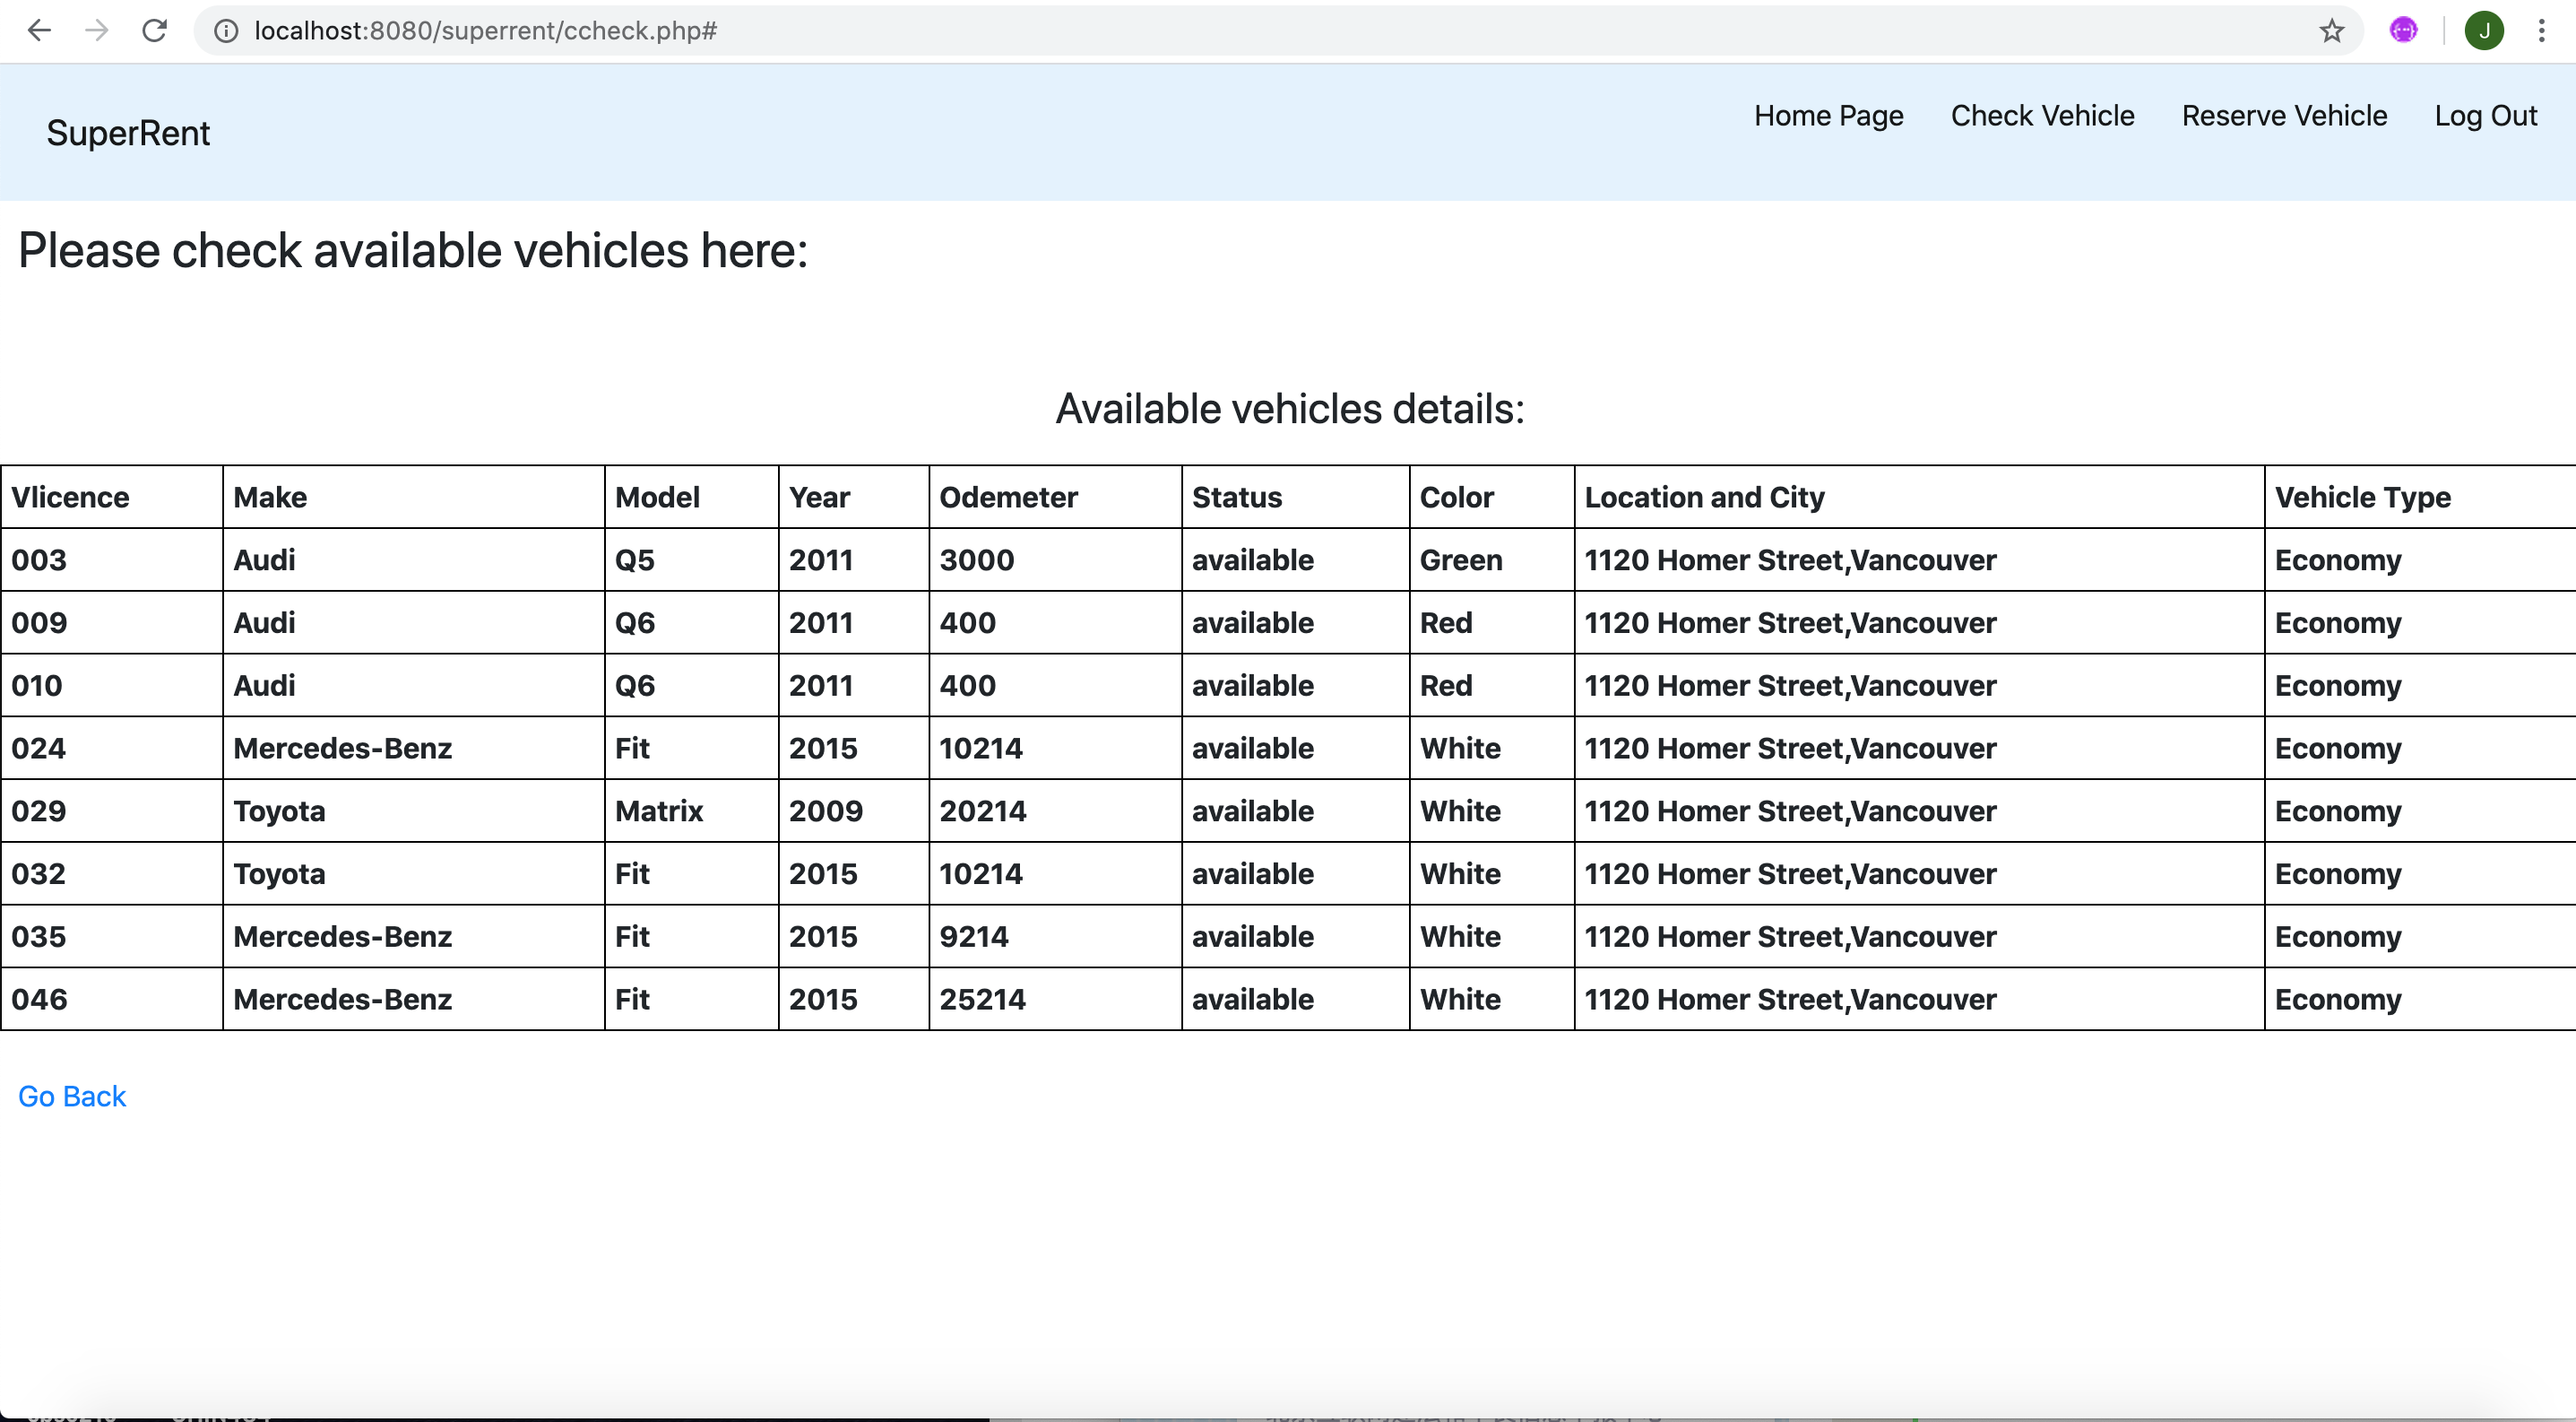 localhost:8080/superrent/ccheck.php#
J
SuperRent
Home Page Check Vehicle Reserve Vehicle Log Out
Please check available vehicles here:
Available vehicles details:
Vlicence Make Model Year Odemeter Status Color Location and City Vehicle Type
003 Audi Q5 2011 3000 available Green 1120 Homer Street,Vancouver Economy
009 Audi Q6 2011 400 available Red 1120 Homer Street,Vancouver Economy
010 Audi Q6 2011 400 available Red 1120 Homer Street,Vancouver Economy
024 Mercedes-Benz Fit 2015 10214 available White 1120 Homer Street,Vancouver Economy
029 Toyota Matrix 2009 20214 available White 1120 Homer Street,Vancouver Economy
032 Toyota Fit 2015 10214 available White 1120 Homer Street,Vancouver Economy
035 Mercedes-Benz Fit 2015 9214 available White 1120 Homer Street,Vancouver Economy
046 Mercedes-Benz Fit 2015 25214 available White 1120 Homer Street,Vancouver Economy
Go Back